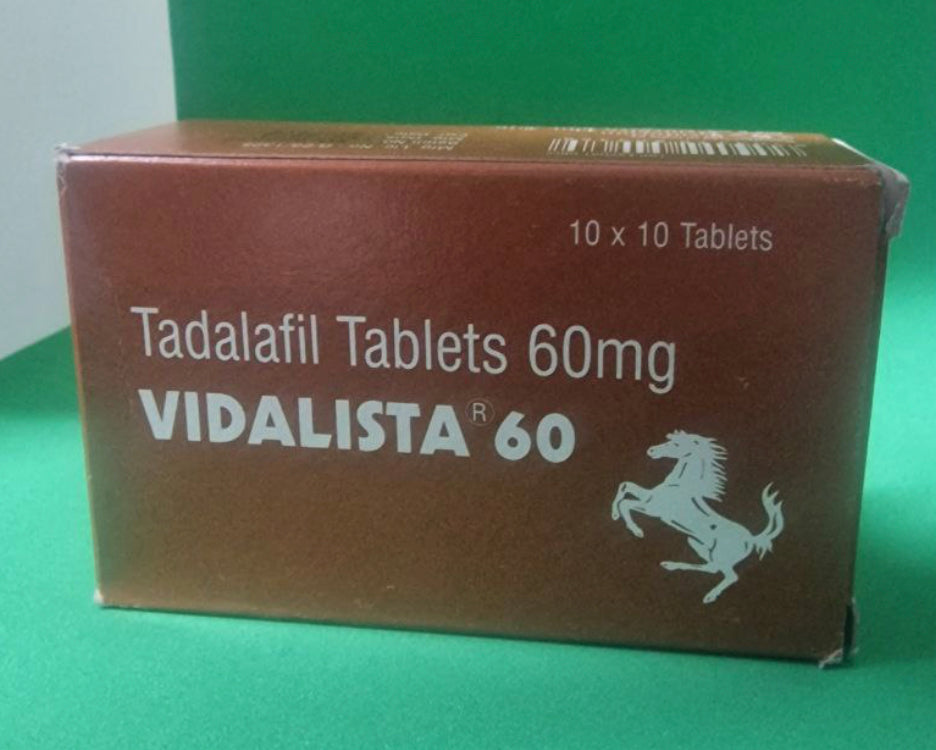 10 x 10 Tablets
Tadalafil Tablets 60mg
VIDALISTA® 60